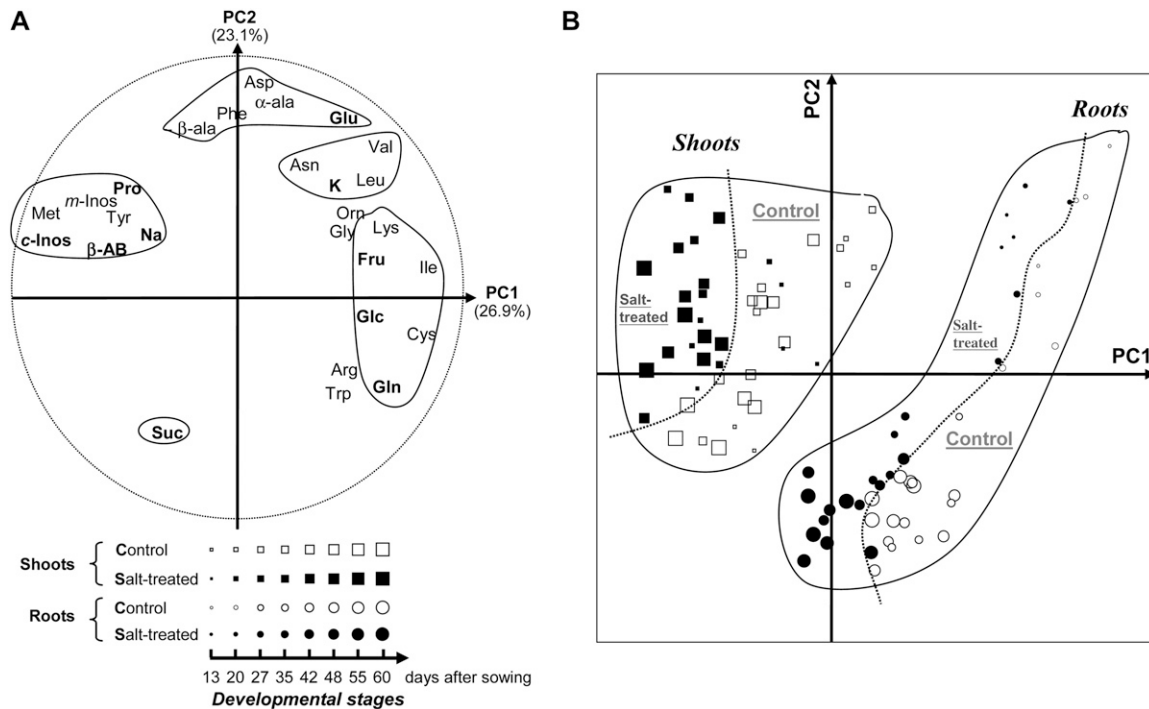 A
PC2
(23.1%)
Asp
α-ala
Phe
β-ala
Glu
Val
Asn
K
Leu
Pro
m-Inos
Met
Tyr
c-Inos
β-AB
Na
Orn
Gly
Lys
Fru
Ile
PC1
(26.9%)
Glc
Cys
Arg
Trp
Gln
Suc
Shoots
Control
Salt-treated
Roots
Control
Salt-treated
13 20 27 35 42 48 55 60 days after sowing
Developmental stages
B
PC2
Shoots
Roots
Control
Salt-
treated
Salt-
treated
PC1
Control